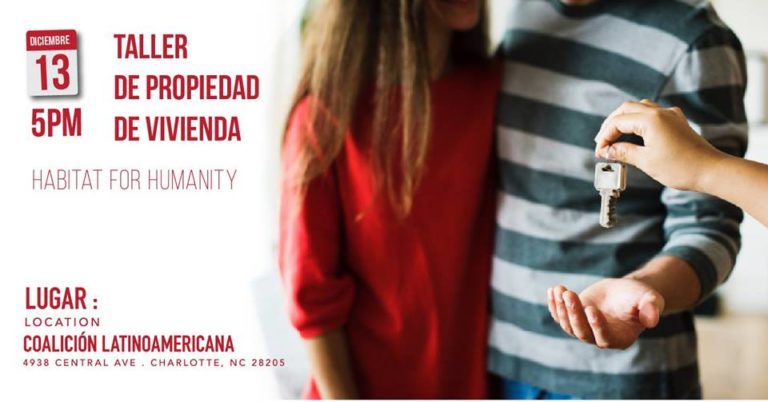 DICIEMBRE
13
5PM
TALLER
DE PROPIEDAD
DE VIVIENDA
HABITAT FOR HUMANITY
LUGAR :
LOCATION
COALICIÓN LATINOAMERICANA
4938 CENTRAL AVE . CHARLOTTE, NC 28205